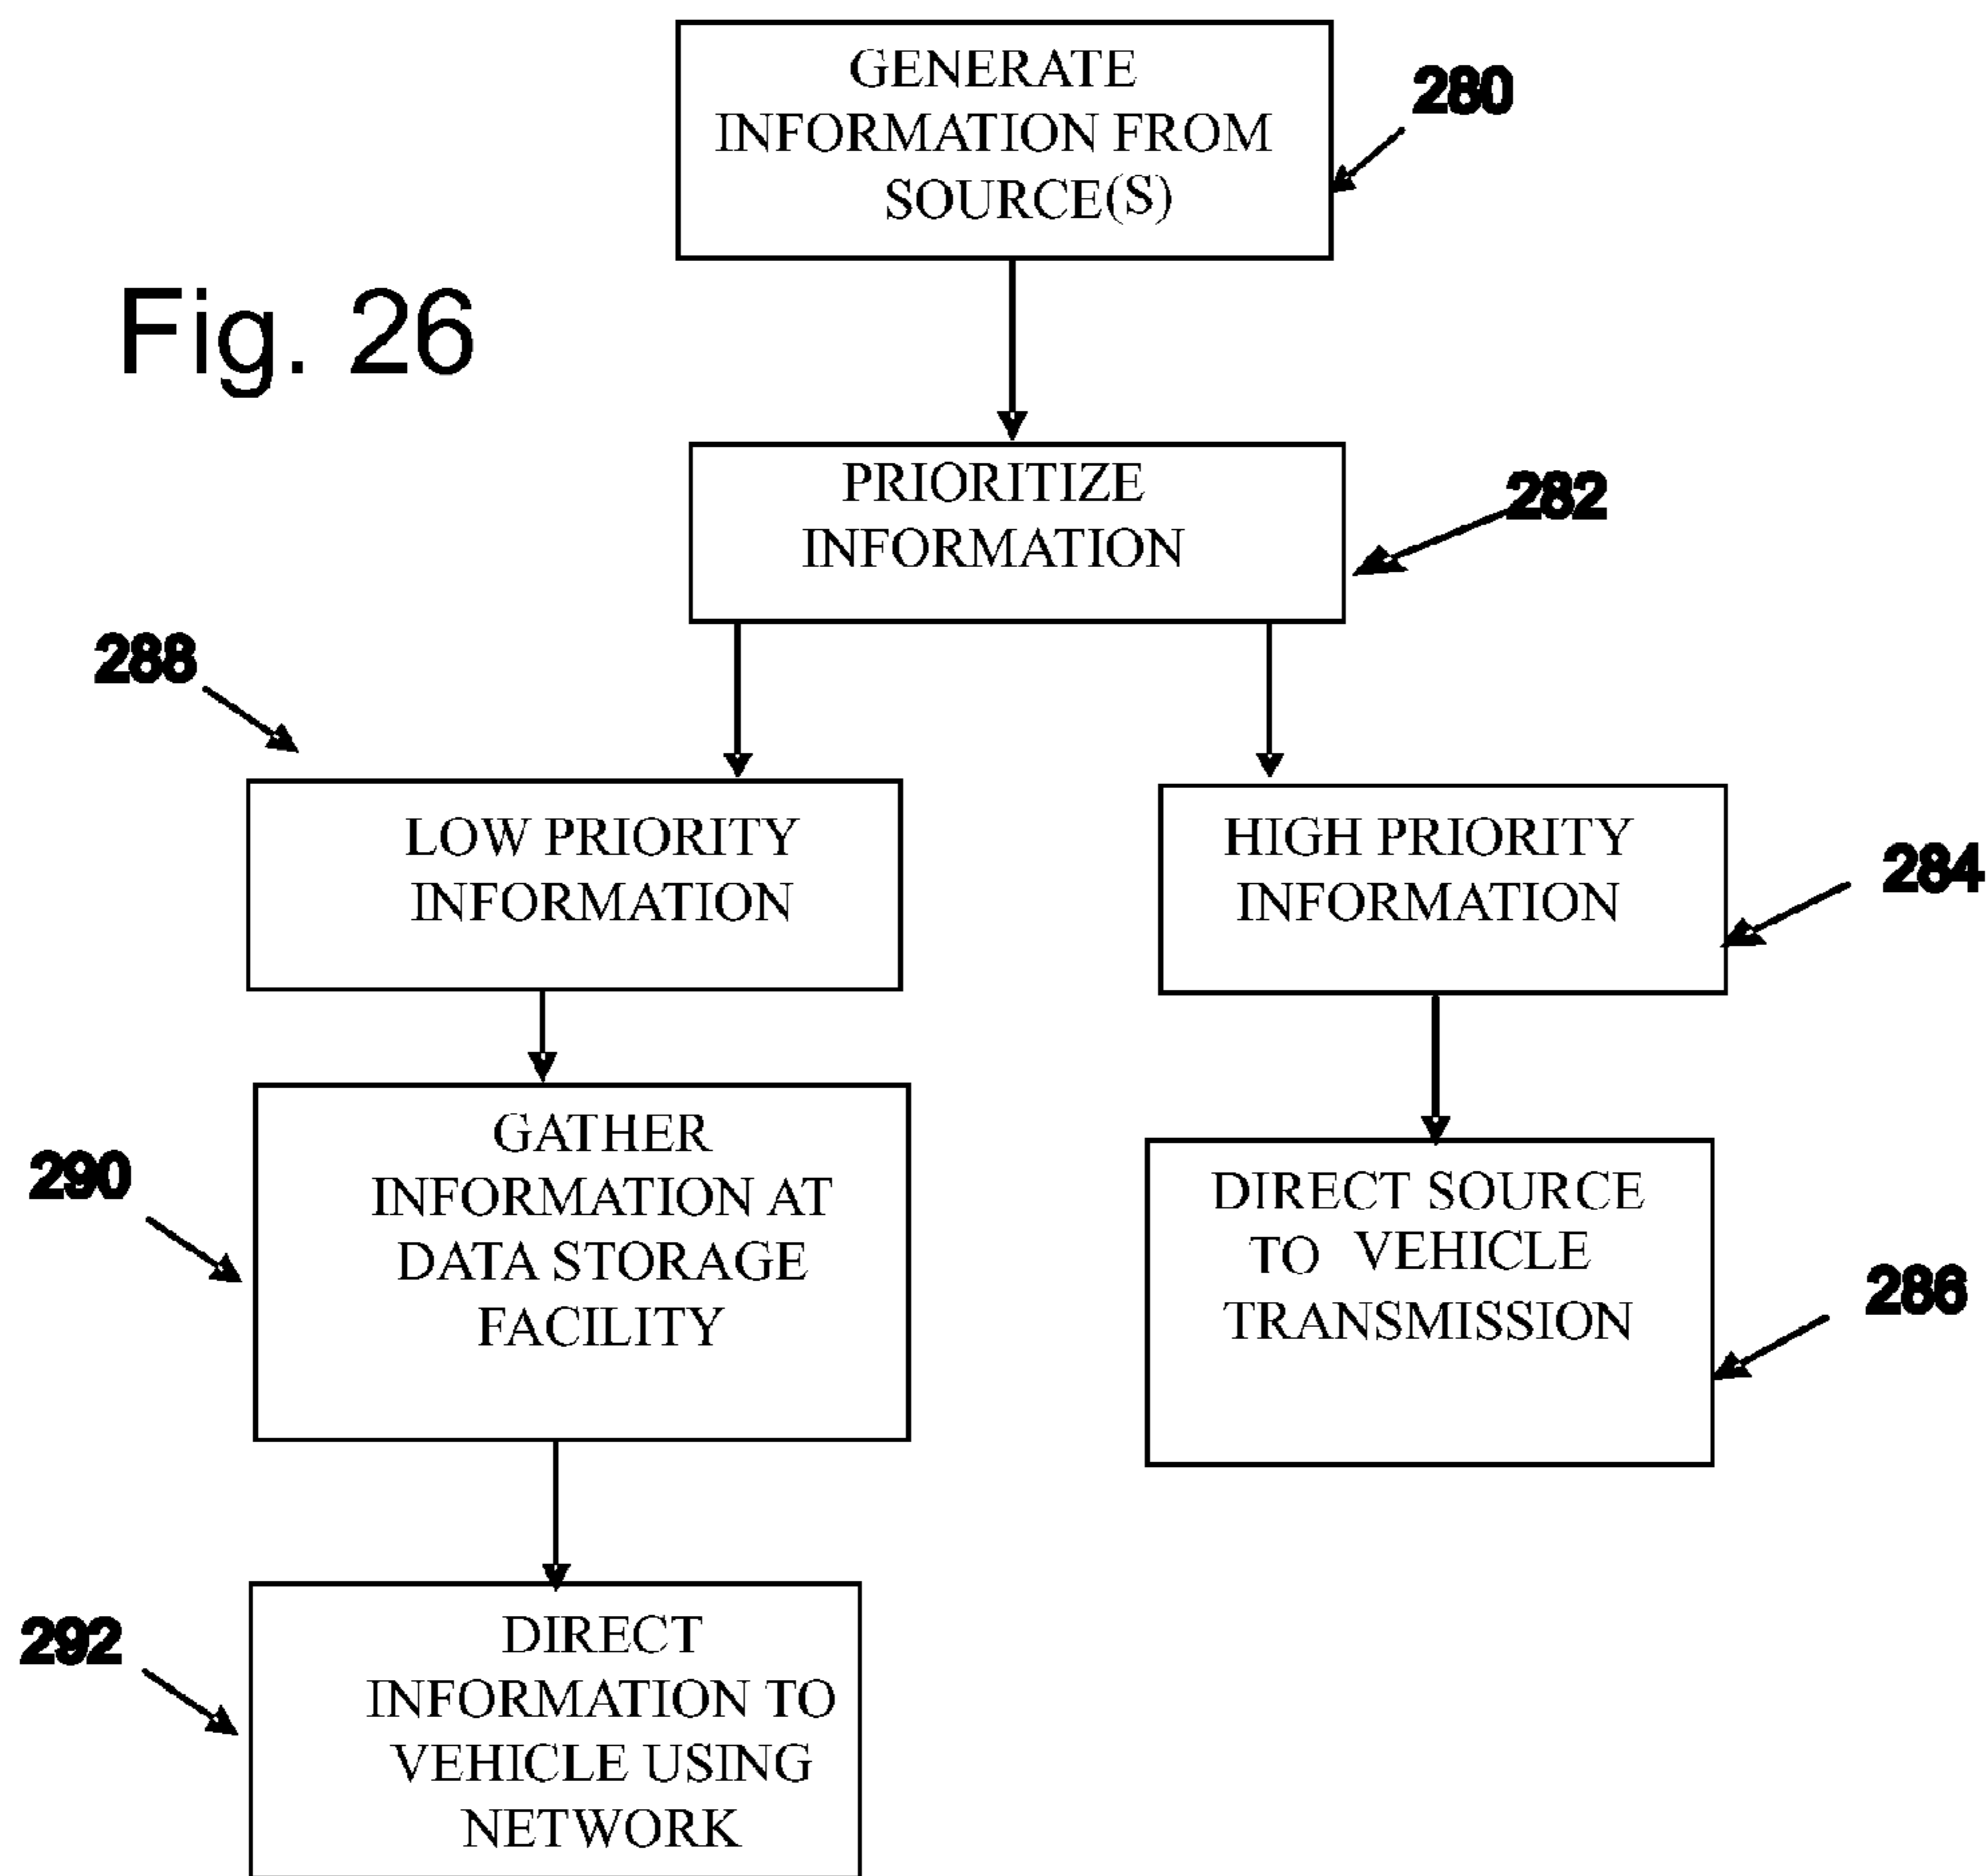 GENERATE
INFORMATION FROM
SOURCE(S)
280
Fig. 26
PRIORITIZE
INFORMATION
282
288
LOW PRIORITY
INFORMATION
HIGH PRIORITY
INFORMATION
284
GATHER
INFORMATION AT
DATA STORAGE
FACILITY
290
DIRECT SOURCE
TO VEHICLE
TRANSMISSION
286
DIRECT
INFORMATION TO
VEHICLE USING
NETWORK
292